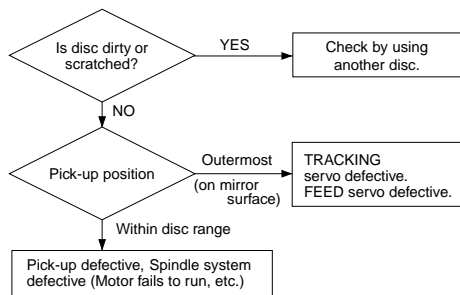 Is disc dirty or
scratched?
YES
Check by using
another disc.
NO
Pick-up position
Outermost
(on mirror
surface)
TRACKING
servo defective.
FEED servo defective.
Within disc range
Pick-up defective, Spindle system
defective (Motor fails to run, etc.)